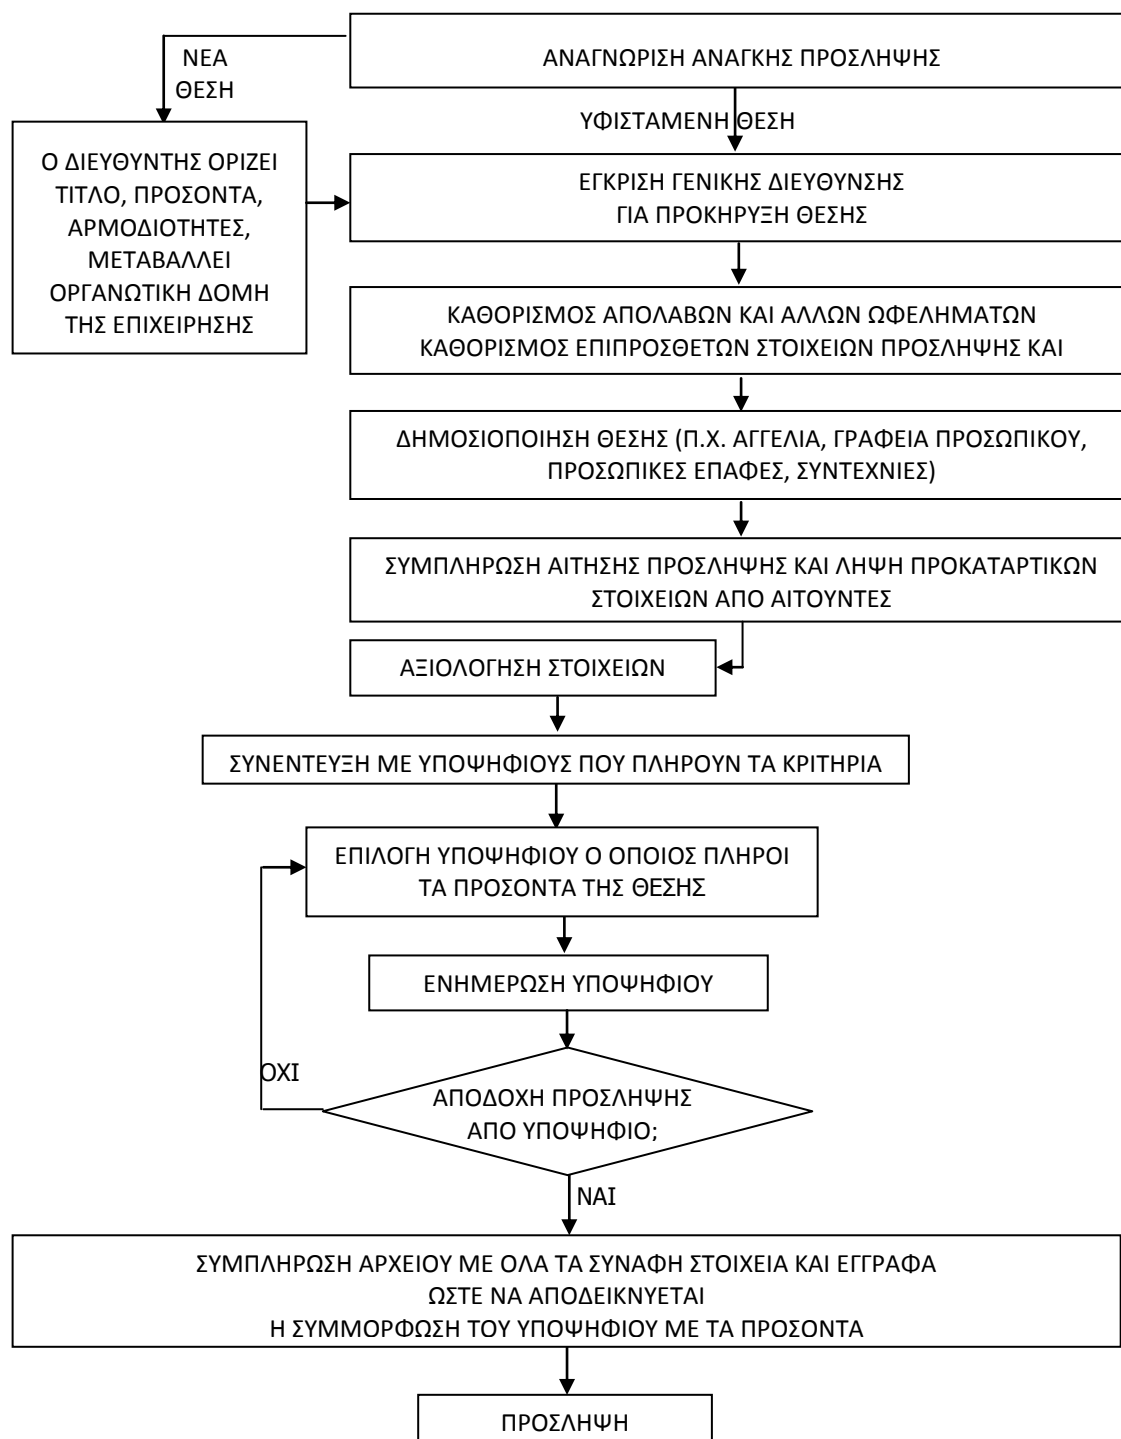 ΝΕΑ
ΘΕΣΗ
ΑΝΑΓΝΩΡΙΣΗ ΑΝΑΓΚΗΣ ΠΡΟΣΛΗΨΗΣ
ΥΦΙΣΤΑΜΕΝΗ ΘΕΣΗ
Ο ΔΙΕΥΘΥΝΤΗΣ ΟΡΙΖΕΙ
ΤΙΤΛΟ, ΠΡΟΣΟΝΤΑ,
ΑΡΜΟΔΙΟΤΗΤΕΣ,
ΜΕΤΑΒΑΛΛΕΙ
ΟΡΓΑΝΩΤΙΚΗ ΔΟΜΗ
ΤΗΣ ΕΠΙΧΕΙΡΗΣΗΣ
ΕΓΚΡΙΣΗ ΓΕΝΙΚΗΣ ΔΙΕΥΘΥΝΣΗΣ
ΓΙΑ ΠΡΟΚΗΡΥΞΗ ΘΕΣΗΣ
ΚΑΘΟΡΙΣΜΟΣ ΑΠΟΛΑΒΩΝ ΚΑΙ ΑΛΛΩΝ ΩΦΕΛΗΜΑΤΩΝ
ΚΑΘΟΡΙΣΜΟΣ ΕΠΙΠΡΟΣΘΕΤΩΝ ΣΤΟΙΧΕΙΩΝ ΠΡΟΣΛΗΨΗΣ ΚΑΙ
ΔΗΜΟΣΙΟΠΟΙΗΣΗ ΘΕΣΗΣ (Π.Χ. ΑΓΓΕΛΙΑ, ΓΡΑΦΕΙΑ ΠΡΟΣΩΠΙΚΟΥ,
ΠΡΟΣΩΠΙΚΕΣ ΕΠΑΦΕΣ, ΣΥΝΤΕΧΝΙΕΣ)
ΣΥΜΠΛΗΡΩΣΗ ΑΙΤΗΣΗΣ ΠΡΟΣΛΗΨΗΣ ΚΑΙ ΛΗΨΗ ΠΡΟΚΑΤΑΡΤΙΚΩΝ
ΣΤΟΙΧΕΙΩΝ ΑΠΟ ΑΙΤΟΥΝΤΕΣ
ΑΞΙΟΛΟΓΗΣΗ ΣΤΟΙΧΕΙΩΝ
ΣΥΝΕΝΤΕΥΞΗ ΜΕ ΥΠΟΨΗΦΙΟΥΣ ΠΟΥ ΠΛΗΡΟΥΝ ΤΑ ΚΡΙΤΗΡΙΑ
ΕΠΙΛΟΓΗ ΥΠΟΨΗΦΙΟΥ Ο ΟΠΟΙΟΣ ΠΛΗΡΟΙ
ΤΑ ΠΡΟΣΟΝΤΑ ΤΗΣ ΘΕΣΗΣ
ΕΝΗΜΕΡΩΣΗ ΥΠΟΨΗΦΙΟΥ
ΟΧΙ
ΑΠΟΔΟΧΗ ΠΡΟΣΛΗΨΗΣ
ΑΠΟ ΥΠΟΨΗΦΙΟ;
ΝΑΙ
ΣΥΜΠΛΗΡΩΣΗ ΑΡΧΕΙΟΥ ΜΕ ΟΛΑ ΤΑ ΣΥΝΑΦΗ ΣΤΟΙΧΕΙΑ ΚΑΙ ΕΓΓΡΑΦΑ
ΩΣΤΕ ΝΑ ΑΠΟΔΕΙΚΝΥΕΤΑΙ
Η ΣΥΜΜΟΡΦΩΣΗ ΤΟΥ ΥΠΟΨΗΦΙΟΥ ΜΕ ΤΑ ΠΡΟΣΟΝΤΑ
ΠΡΟΣΛΗΨΗ